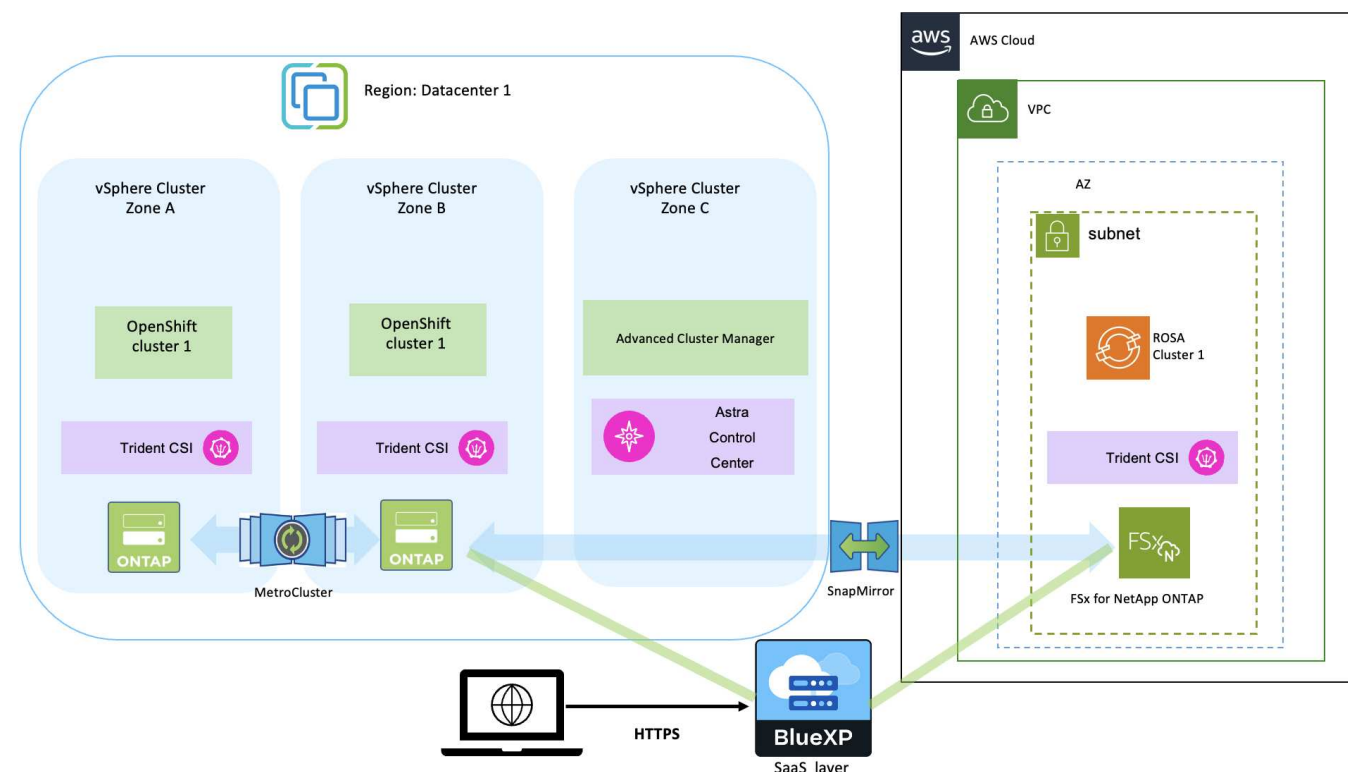 aws
AWS Cloud
Region: Datacenter 1
VPC
vSphere Cluster
Zone A
vSphere Cluster
Zone B
vSphere Cluster
Zone C
AZ
subnet
OpenShift
cluster 1
OpenShift
cluster 1
Advanced Cluster Manager
ROSA
Cluster 1
Trident CSI
Trident CSI
Astra
Control
Center
Trident CSI
ONTAP
ONTAP
MetroCluster
SnapMirror
FSx
N
FSx for NetApp ONTAP
HTTPS
BlueXP
SaaS layer